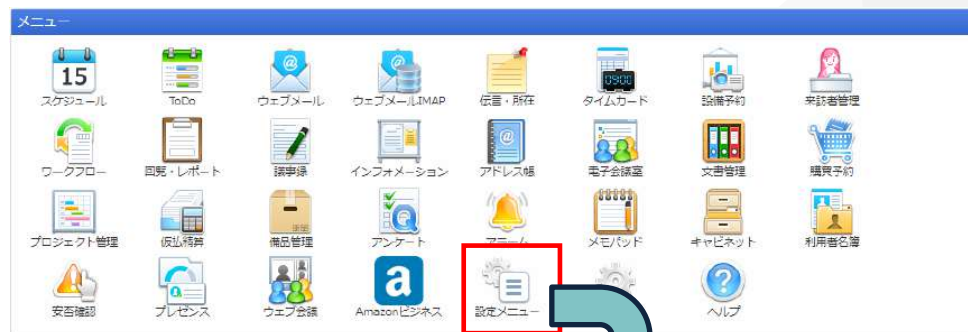 メニュー
15
スケジュール ToDo ウェブメール ウェブメールIMAP 伝言・所在 タイムカード 設備予約 来訪者管理
ワークフロー 回覧・レポート 議事録 インフォメーション アドレス帳 電子会議室 文書管理 購買予約
プロジェクト管理 仮払精算 備品管理 アンケート アラーム メモパッド キャビネット 利用者名簿
安否確認 プレゼンス ウェブ会議 Amazonビジネス 設定メニュー ヘルプ